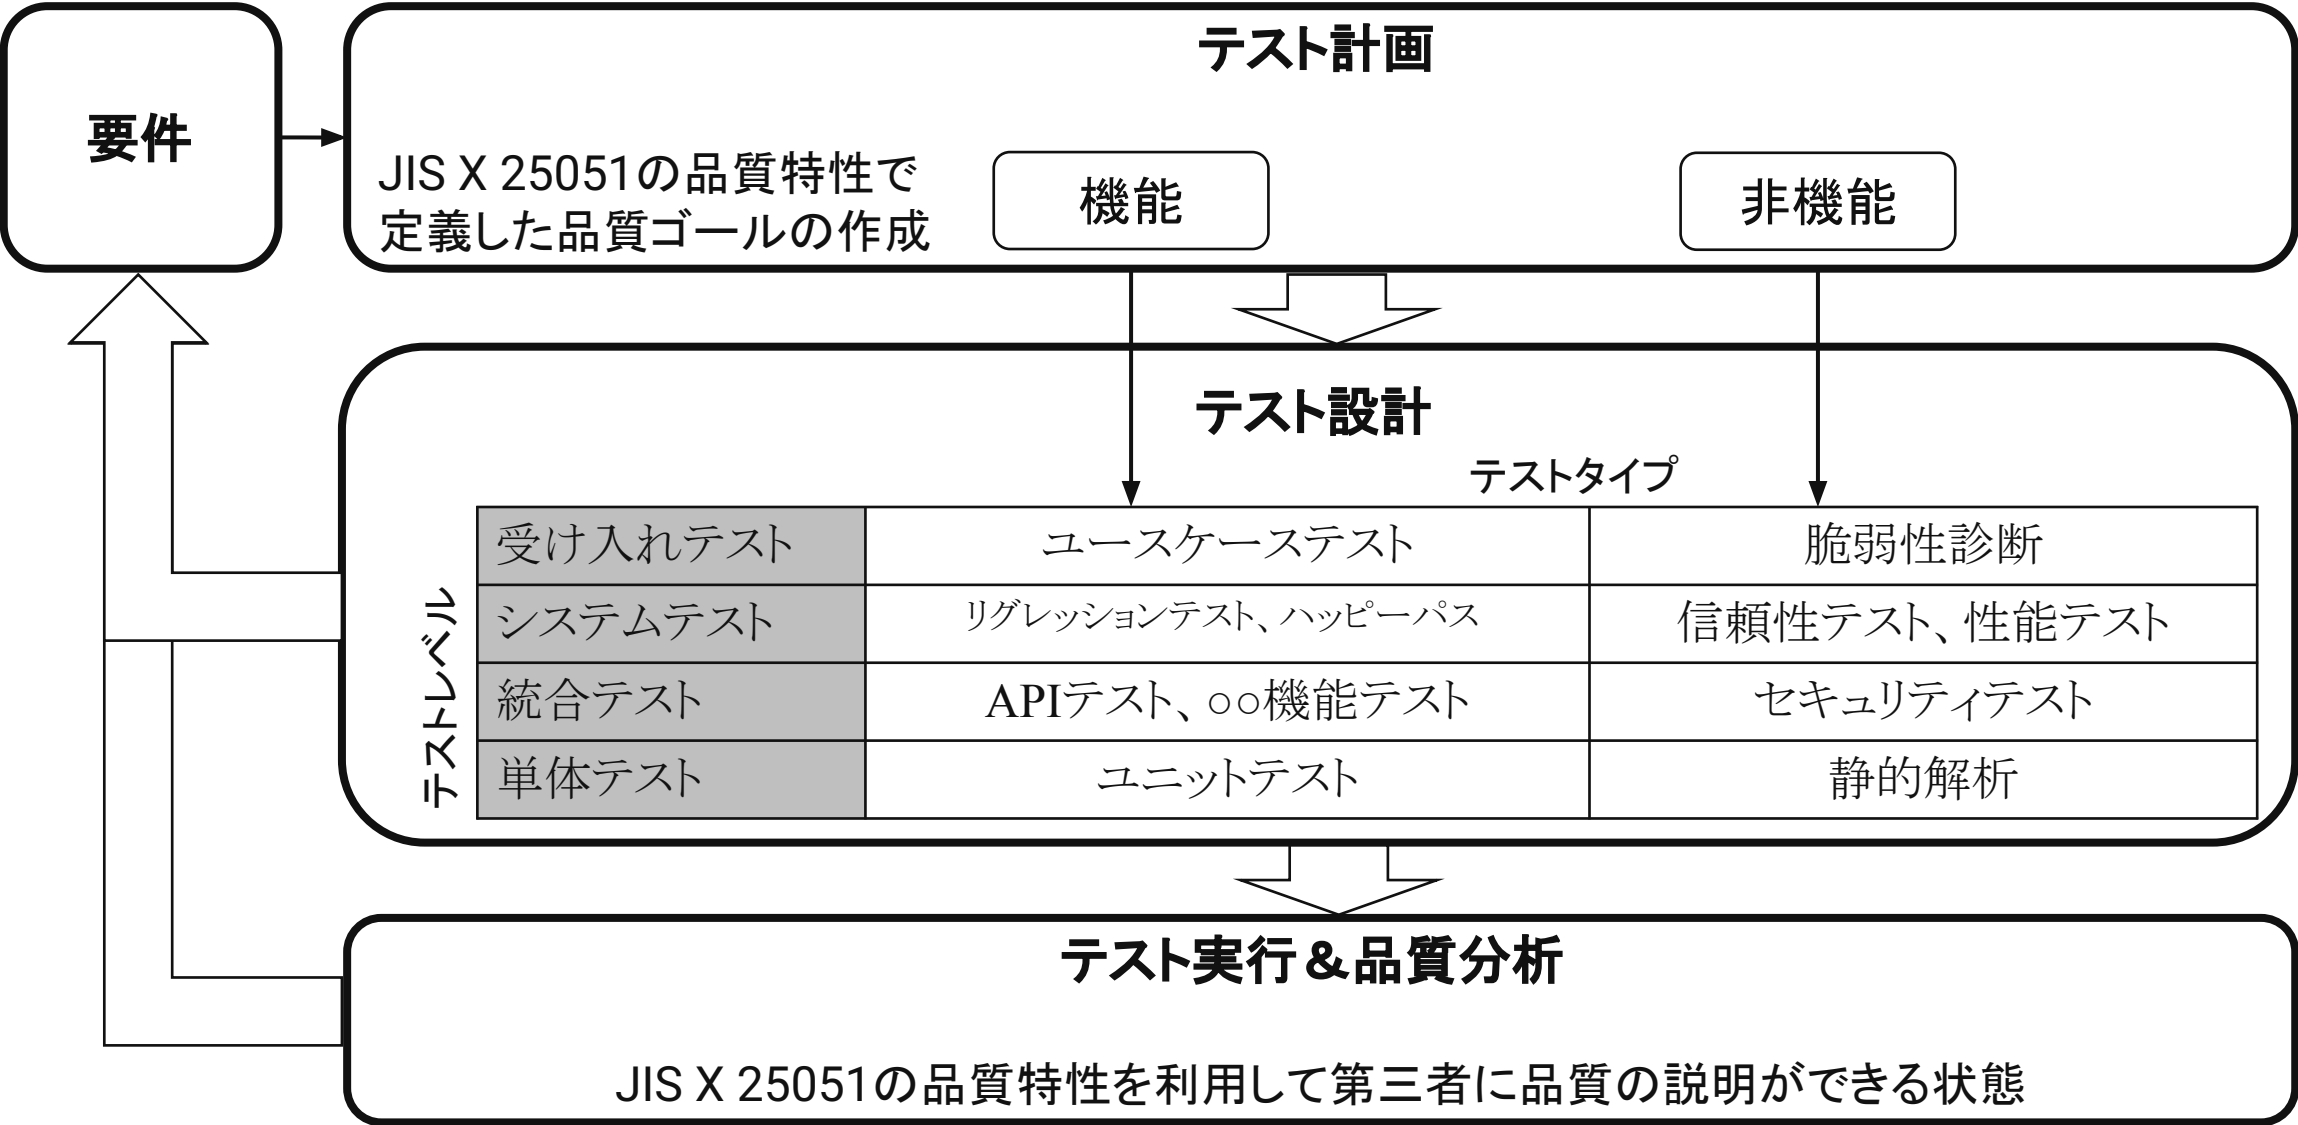 要件
テスト計画
JIS X 25051の品質特性で
定義した品質ゴールの作成
機能
非機能
テスト設計
テストタイプ
テストレベル
受け入れテスト
ユースケーステスト
脆弱性診断
システムテスト
リグレッションテスト、ハッピーパス
信頼性テスト、性能テスト
統合テスト
APIテスト、○○機能テスト
セキュリティテスト
単体テスト
ユニットテスト
静的解析
テスト実行&品質分析
JIS X 25051の品質特性を利用して第三者に品質の説明ができる状態